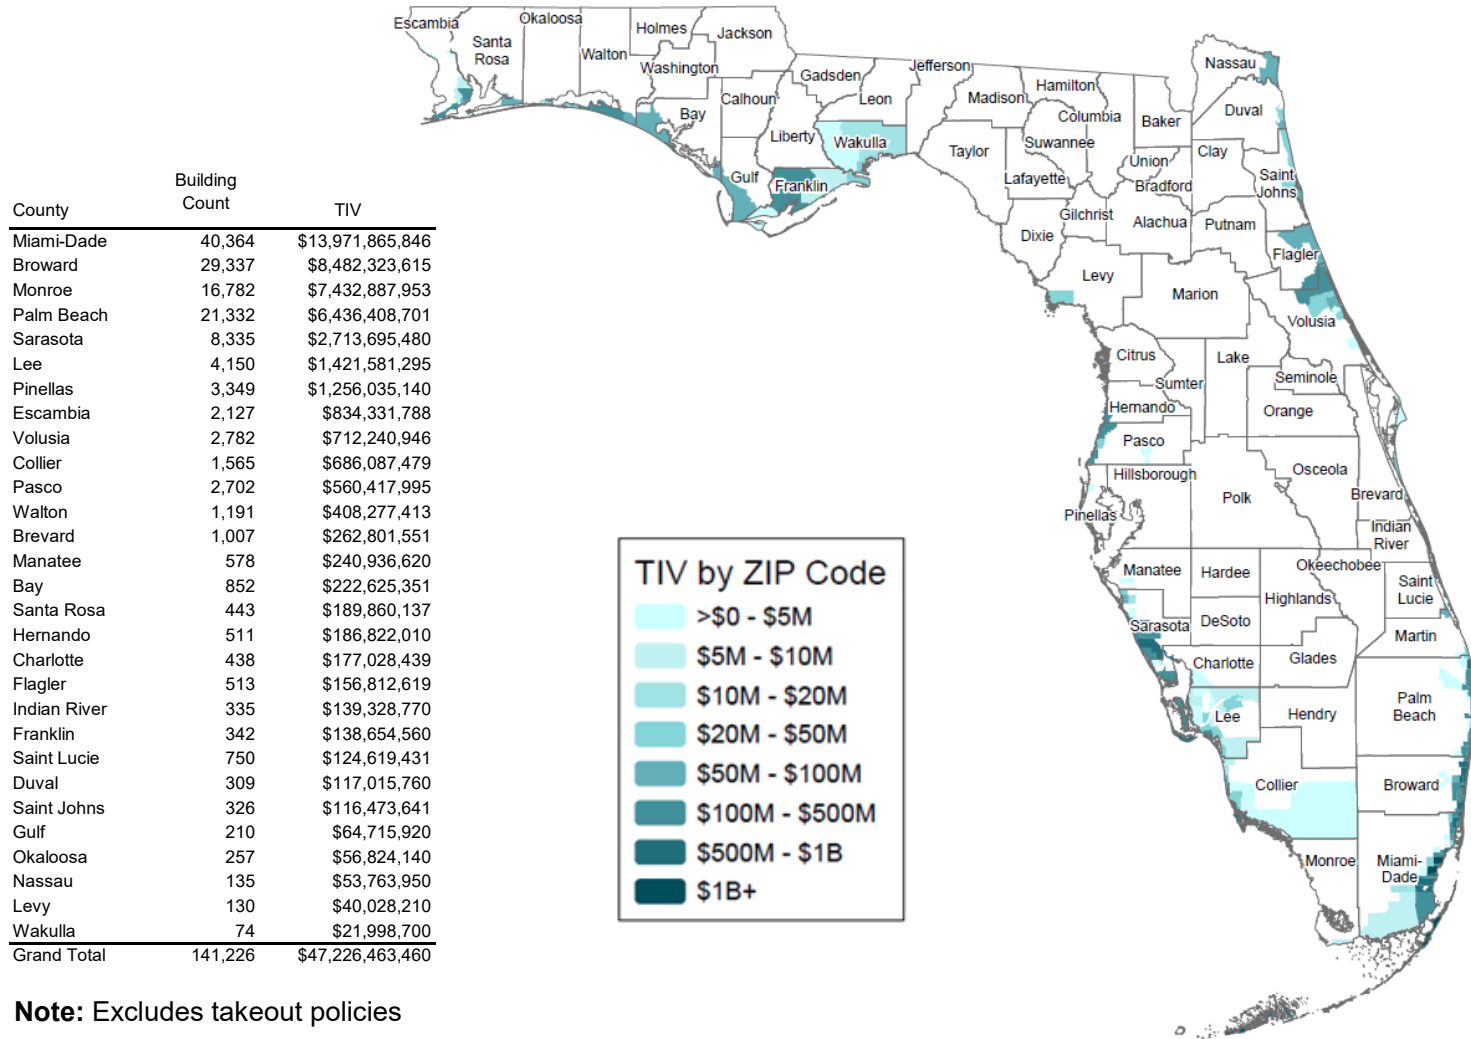 Building
Count
County TIV
Miami-Dade 40,364 $13,971,865,846
Broward 29,337 $8,482,323,615
Monroe 16,782 $7,432,887,953
Palm Beach 21,332 $6,436,408,701
Sarasota 8,335 $2,713,695,480
Lee 4,150 $1,421,581,295
Pinellas 3,349 $1,256,035,140
Escambia 2,127 $834,331,788
Volusia 2,782 $712,240,946
Collier 1,565 $686,087,479
Pasco 2,702 $560,417,995
Walton 1,191 $408,277,413
Brevard 1,007 $262,801,551
Manatee 578 $240,936,620
Bay 852 $222,625,351
Santa Rosa 443 $189,860,137
Hernando 511 $186,822,010
Charlotte 438 $177,028,439
Flagler 513 $156,812,619
Indian River 335 $139,328,770
Franklin 342 $138,654,560
Saint Lucie 750 $124,619,431
Duval 309 $117,015,760
Saint Johns 326 $116,473,641
Gulf 210 $64,715,920
Okaloosa 257 $56,824,140
Nassau 135 $53,763,950
Levy 130 $40,028,210
Wakulla 74 $21,998,700
Grand Total 141,226 $47,226,463,460
Note: Excludes takeout policies
TIV by ZIP Code
>$0 - $5M
$5M - $10M
$10M - $20M
$20M - $50M
$50M - $100M
$100M - $500M
$500M - $1B
$1B+
Escambia
Santa
Rosa
Okaloosa
Walton
Holmes
Washington
Jackson
Bay
Calhoun
Gulf
Liberty
Gadsden
Leon
Wakulla
Franklin
Jefferson
Madison
Taylor
Hamilton
Suwannee
Lafayette
Columbia
Dixie
Gilchrist
Baker
Union
Bradford
Alachua
Nassau
Duval
Clay
Saint
Johns
Putnam
Flagler
Levy
Marion
Volusia
Citrus
Sumter
Lake
Seminole
Hernando
Orange
Pasco
Hillsborough
Pinellas
Polk
Osceola
Brevard
Indian
River
Manatee
Hardee
Okeechobee
Highlands
Saint
Lucie
Sarasota
DeSoto
Martin
Charlotte
Glades
Lee
Hendry
Palm
Beach
Collier
Broward
Monroe
Miami-
Dade